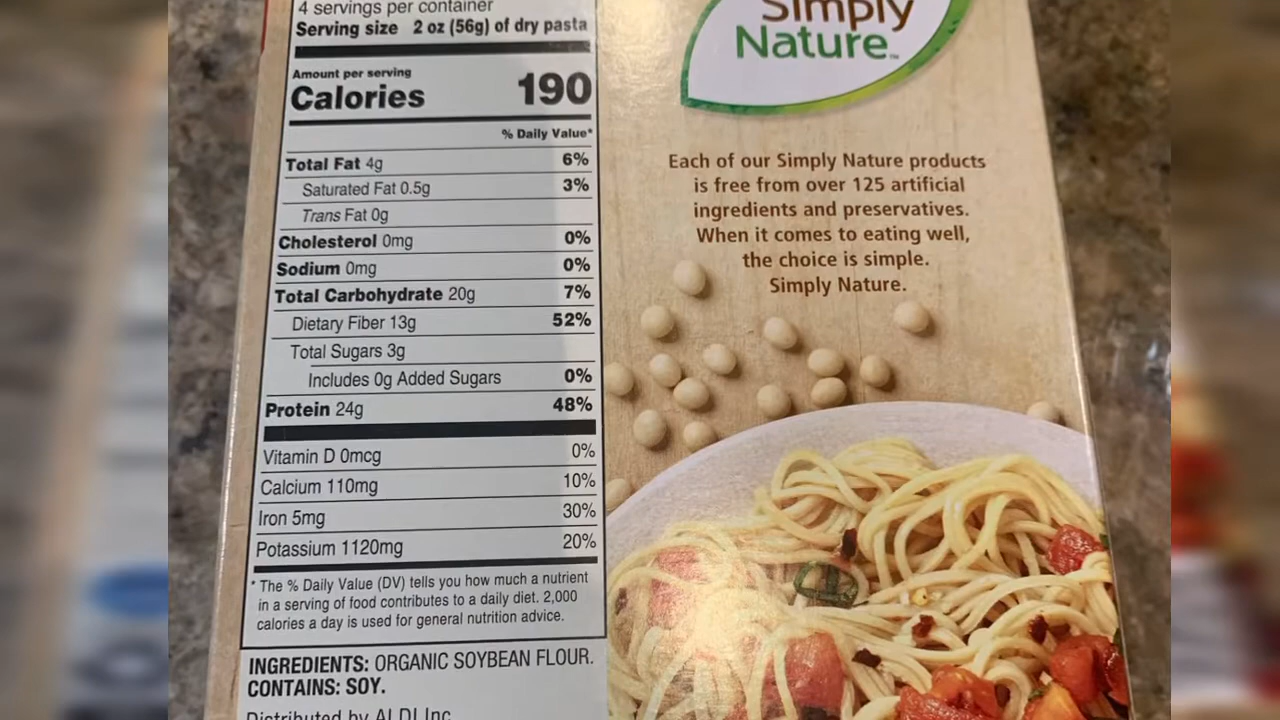 4 servings per container
Serving size 2 oz (56g) of dry pasta
Amount per serving
Calories 190
% Daily Value*
Total Fat 4g 6%
Saturated Fat 0.5g 3%
Trans Fat 0g
Cholesterol 0mg 0%
Sodium 0mg 0%
Total Carbohydrate 20g 7%
Dietary Fiber 13g 52%
Total Sugars 3g
Includes 0g Added Sugars 0%
Protein 24g 48%
Vitamin D 0mcg 0%
Calcium 110mg 10%
Iron 5mg 30%
Potassium 1120mg 20%
* The % Daily Value (DV) tells you how much a nutrient
in a serving of food contributes to a daily diet. 2,000
calories a day is used for general nutrition advice.
INGREDIENTS: ORGANIC SOYBEAN FLOUR.
CONTAINS: SOY.
Distributed by ALDI Inc.
Simply
Nature™
Each of our Simply Nature products
is free from over 125 artificial
ingredients and preservatives.
When it comes to eating well,
the choice is simple.
Simply Nature.